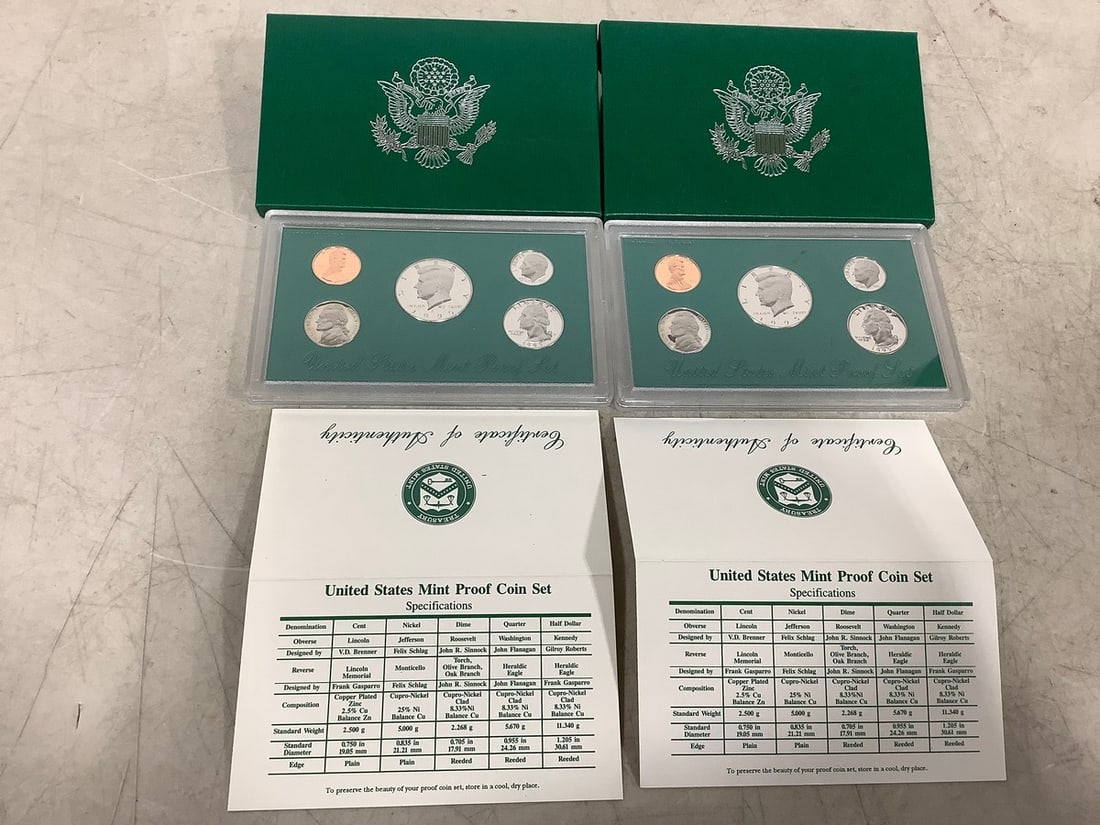 LIBERTY
IN GOD WE TRUST
LIBERTY
United States Mint Proof Set
United States Mint Proof Set
Certificate of Authenticity
TREASURY
UNITED STATES MINT
United States Mint Proof Coin Set
Specifications
Denomination Cent Nickel Dime Quarter Half Dollar
Obverse Lincoln Jefferson Roosevelt Washington Kennedy
Designed by V.D. Brenner Felix Schlag John R. Sinnock John Flanagan Gilroy Roberts
Reverse Lincoln Memorial Monticello Torch, Olive Branch, Oak Branch Heraldic Eagle Heraldic Eagle
Designed by Frank Gasparro Felix Schlag John R. Sinnock John Flanagan Frank Gasparro
Composition Copper Plated Zinc 2.5% Cu Balance Zn Cupro-Nickel 25% Ni Balance Cu Cupro-Nickel Clad 8.33%Ni Balance Cu Cupro-Nickel Clad 8.33% Ni Balance Cu Cupro-Nickel Clad 8.33% Ni Balance Cu
Standard Weight 2.500 g 5.000 g 2.268 g 5.670 g 11.340 g
Standard Diameter 0.750 in 19.05 mm 0.835 in 21.21 mm 0.705 in 17.91 mm 0.955 in 24.26 mm 1.205 in 30.61 mm
Edge Plain Plain Reeded Reeded Reeded
To preserve the beauty of your proof coin set, store in a cool, dry place.
Certificate of Authenticity
TREASURY
UNITED STATES MINT
United States Mint Proof Coin Set
Specifications
Denomination Cent Nickel Dime Quarter Half Dollar
Obverse Lincoln Jefferson Roosevelt Washington Kennedy
Designed by V.D. Brenner Felix Schlag John R. Sinnock John Flanagan Gilroy Roberts
Reverse Lincoln Memorial Monticello Torch, Olive Branch, Oak Branch Heraldic Eagle Heraldic Eagle
Designed by Frank Gasparro Felix Schlag John R. Sinnock John Flanagan Frank Gasparro
Composition Copper Plated Zinc 2.5% Cu Balance Zn Cupro-Nickel 25% Ni Balance Cu Cupro-Nickel Clad 8.33%Ni Balance Cu Cupro-Nickel Clad 8.33% Ni Balance Cu Cupro-Nickel Clad 8.33% Ni Balance Cu
Standard Weight 2.500 g 5.000 g 2.268 g 5.670 g 11.340 g
Standard Diameter 0.750 in 19.05 mm 0.835 in 21.21 mm 0.705 in 17.91 mm 0.955 in 24.26 mm 1.205 in 30.61 mm
Edge Plain Plain Reeded Reeded Reeded
To preserve the beauty of your proof coin set, store in a cool, dry place.